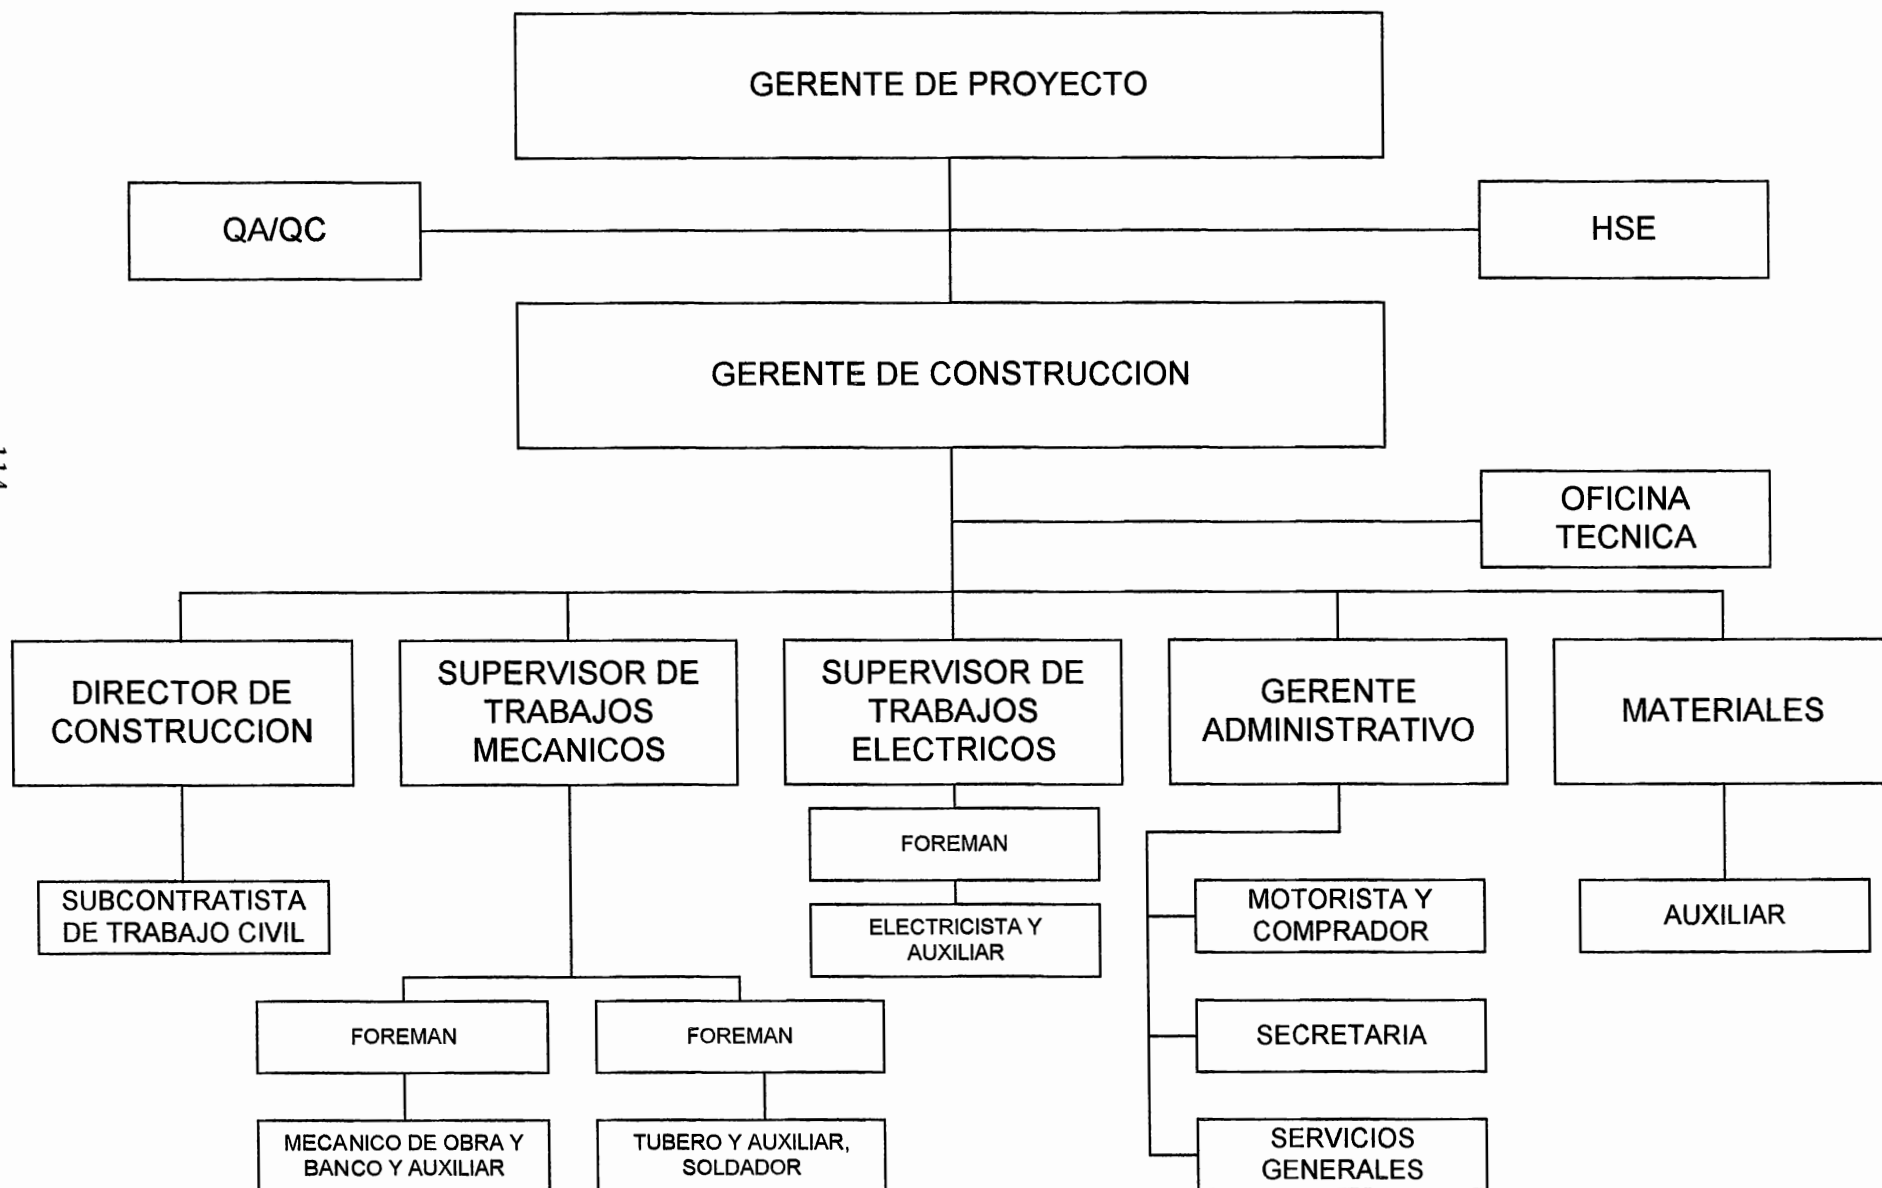 GERENTE DE PROYECTO
QA/QC
HSE
GERENTE DE CONSTRUCCION
114
OFICINA
TECNICA
DIRECTOR DE
CONSTRUCCION
SUPERVISOR DE
TRABAJOS
MECANICOS
SUPERVISOR DE
TRABAJOS
ELECTRICOS
GERENTE
ADMINISTRATIVO
MATERIALES
FOREMAN
SUBCONTRATISTA
DE TRABAJO CIVIL
ELECTRICISTA Y
AUXILIAR
MOTORISTA Y
COMPRADOR
AUXILIAR
FOREMAN
FOREMAN
SECRETARIA
MECANICO DE OBRA Y
BANCO Y AUXILIAR
TUBERO Y AUXILIAR,
SOLDADOR
SERVICIOS
GENERALES